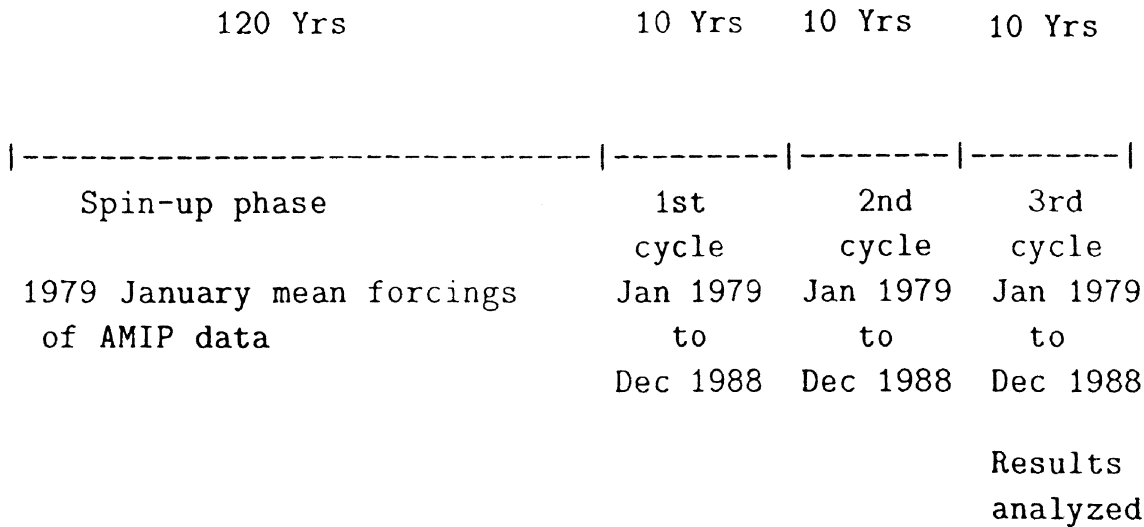 120 Yrs 10 Yrs 10 Yrs 10 Yrs
|------------------------------|---------|--------|--------|
Spin-up phase 1st 2nd 3rd
cycle cycle cycle
1979 January mean forcings Jan 1979 Jan 1979 Jan 1979
of AMIP data to to to
Dec 1988 Dec 1988 Dec 1988
Results
analyzed